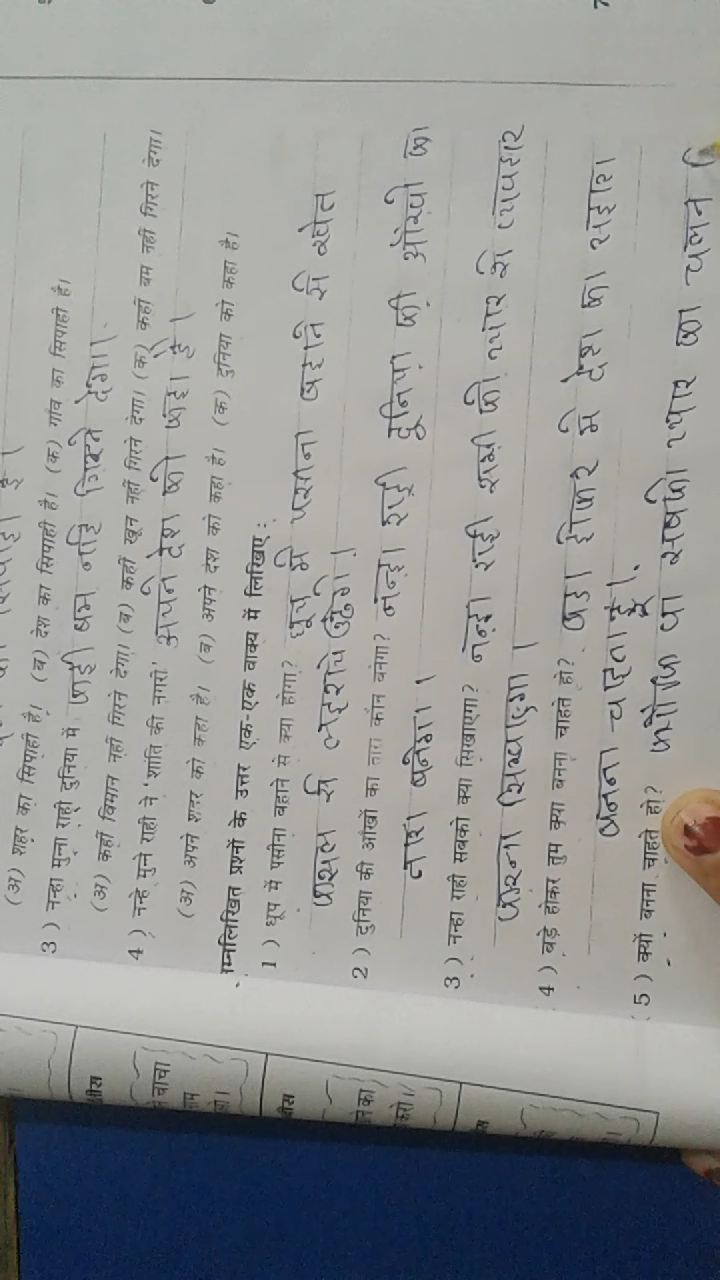 (अ) शहर का सिपाही है। (ब) देश का सिपाही है। (क) गाँव का सिपाही है।
3) नन्हा मुन्ना राही दुनिया में कही बम नहि गिरने देगा।
(अ) कहीं विमान नहीं गिरने देगा। (ब) कहीं खून नहीं गिरने देगा। (क) कहीं बम नहीं गिरने देगा।
4) नन्हे मुन्ने राही ने 'शांति की नगरी' अपने देश को कहा है।
(अ) अपने शहर को कहा है। (ब) अपने देश को कहा है। (क) दुनिया को कहा है।
निम्नलिखित प्रश्नों के उत्तर एक-एक वाक्य में लिखिए :
1) धूप में पसीना बहाने से क्या होगा? धूप मे पसीना बहाने से खेत
फसल से लहराये उठेगे।
2) दुनिया की आँखों का तारा कौन बनेगा? नन्हा राही दुनिया की आँखो का
तारा बनेगा।
3) नन्हा राही सबको क्या सिखाएगा? नन्हा राही सभी को प्यार से व्यवहार
करना सिखाएगा।
4) बड़े होकर तुम क्या बनना चाहते हो? बडा होकर मे देश का सहारा
बनना चाहता हूँ।
5) क्यों बनना चाहते हो? सबको प्यार का चलन